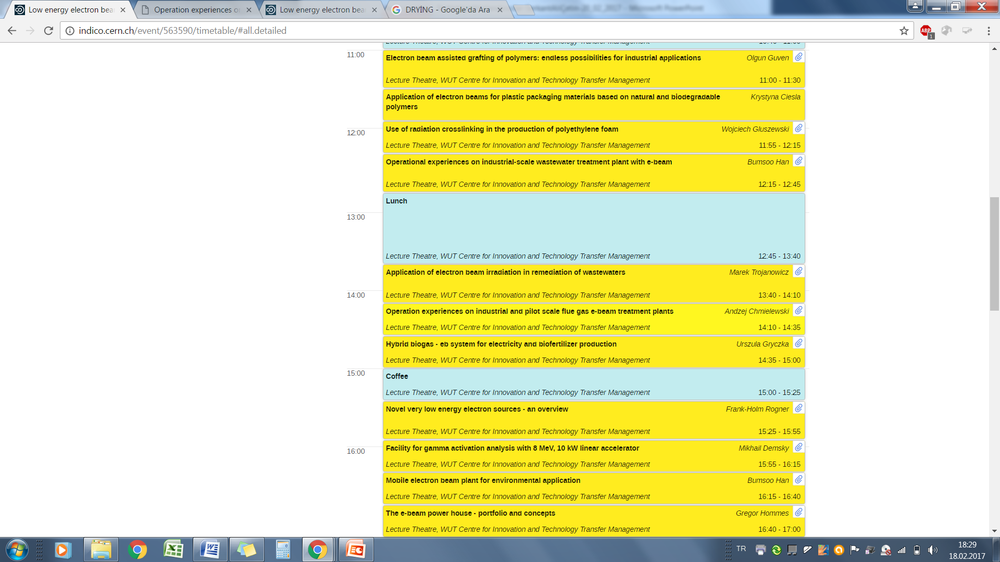 Low energy electron bea
Operation experiences o
Low energy electron bea
DRYİNG - Google'da Ara
indico.cern.ch/event/563590/timetable/#all.detailed
ABP
1
Lecture Theatre, WUT Centre for Innovation and Technology Transfer Management
11:00
Electron beam assisted grafting of polymers: endless possibilities for industrial applications
Olgun Guven
Lecture Theatre, WUT Centre for Innovation and Technology Transfer Management
11:00 - 11:30
Application of electron beams for plastic packaging materials based on natural and biodegradable
polymers
Krystyna Ciesla
12:00
Use of radiation crosslinking in the production of polyethylene foam
Wojciech Gluszewski
Lecture Theatre, WUT Centre for Innovation and Technology Transfer Management
11:55 - 12:15
Operational experiences on industrial-scale wastewater treatment plant with e-beam
Bumsoo Han
Lecture Theatre, WUT Centre for Innovation and Technology Transfer Management
12:15 - 12:45
Lunch
13:00
Lecture Theatre, WUT Centre for Innovation and Technology Transfer Management
12:45 - 13:40
Application of electron beam irradiation in remediation of wastewaters
Marek Trojanowicz
14:00
Lecture Theatre, WUT Centre for Innovation and Technology Transfer Management
13:40 - 14:10
Operation experiences on industrial and pilot scale flue gas e-beam treatment plants
Andzej Chmielewski
Lecture Theatre, WUT Centre for Innovation and Technology Transfer Management
14:10 - 14:35
Hybrid biogas - eb system for electricity and biofertilizer production
Urszula Gryczka
Lecture Theatre, WUT Centre for Innovation and Technology Transfer Management
14:35 - 15:00
15:00
Coffee
Lecture Theatre, WUT Centre for Innovation and Technology Transfer Management
15:00 - 15:25
Novel very low energy electron sources - an overview
Frank-Holm Rogner
Lecture Theatre, WUT Centre for Innovation and Technology Transfer Management
15:25 - 15:55
16:00
Facility for gamma activation analysis with 8 MeV, 10 kW linear accelerator
Mikhail Demsky
Lecture Theatre, WUT Centre for Innovation and Technology Transfer Management
15:55 - 16:15
Mobile electron beam plant for environmental application
Bumsoo Han
Lecture Theatre, WUT Centre for Innovation and Technology Transfer Management
16:15 - 16:40
The e-beam power house - portfolio and concepts
Gregor Hommes
Lecture Theatre, WUT Centre for Innovation and Technology Transfer Management
16:40 - 17:00
TR
18:29
18.02.2017